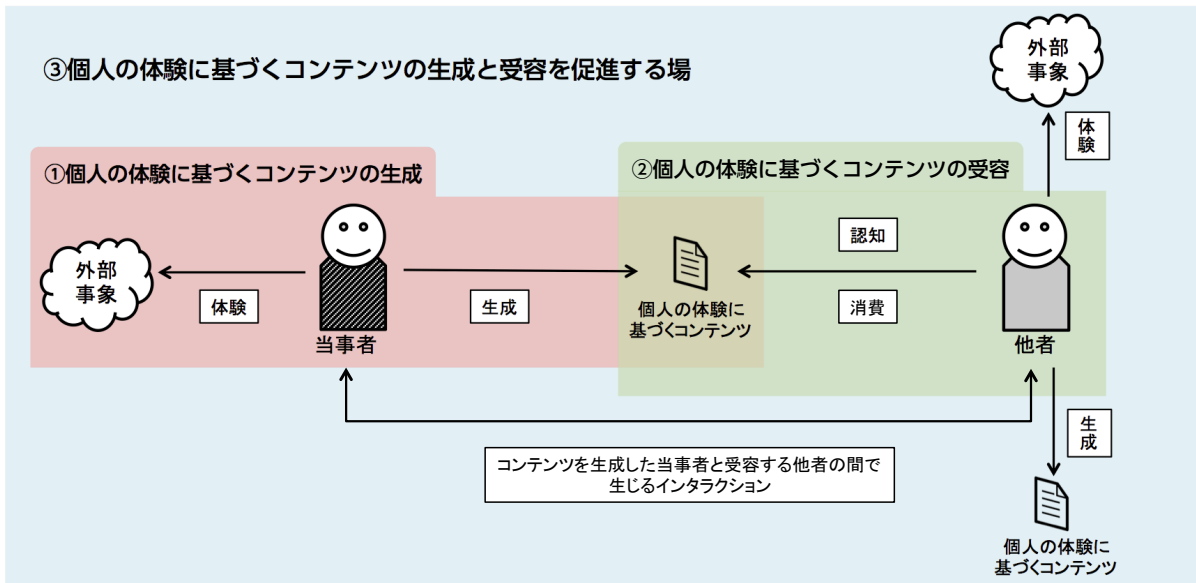 ③個人の体験に基づくコンテンツの生成と受容を促進する場
外部
事象
体
験
①個人の体験に基づくコンテンツの生成
②個人の体験に基づくコンテンツの受容
外部
事象
体験
当事者
生成
個人の体験に
基づくコンテンツ
認知
消費
他者
生
成
コンテンツを生成した当事者と受容する他者の間で
生じるインタラクション
個人の体験に
基づくコンテンツ